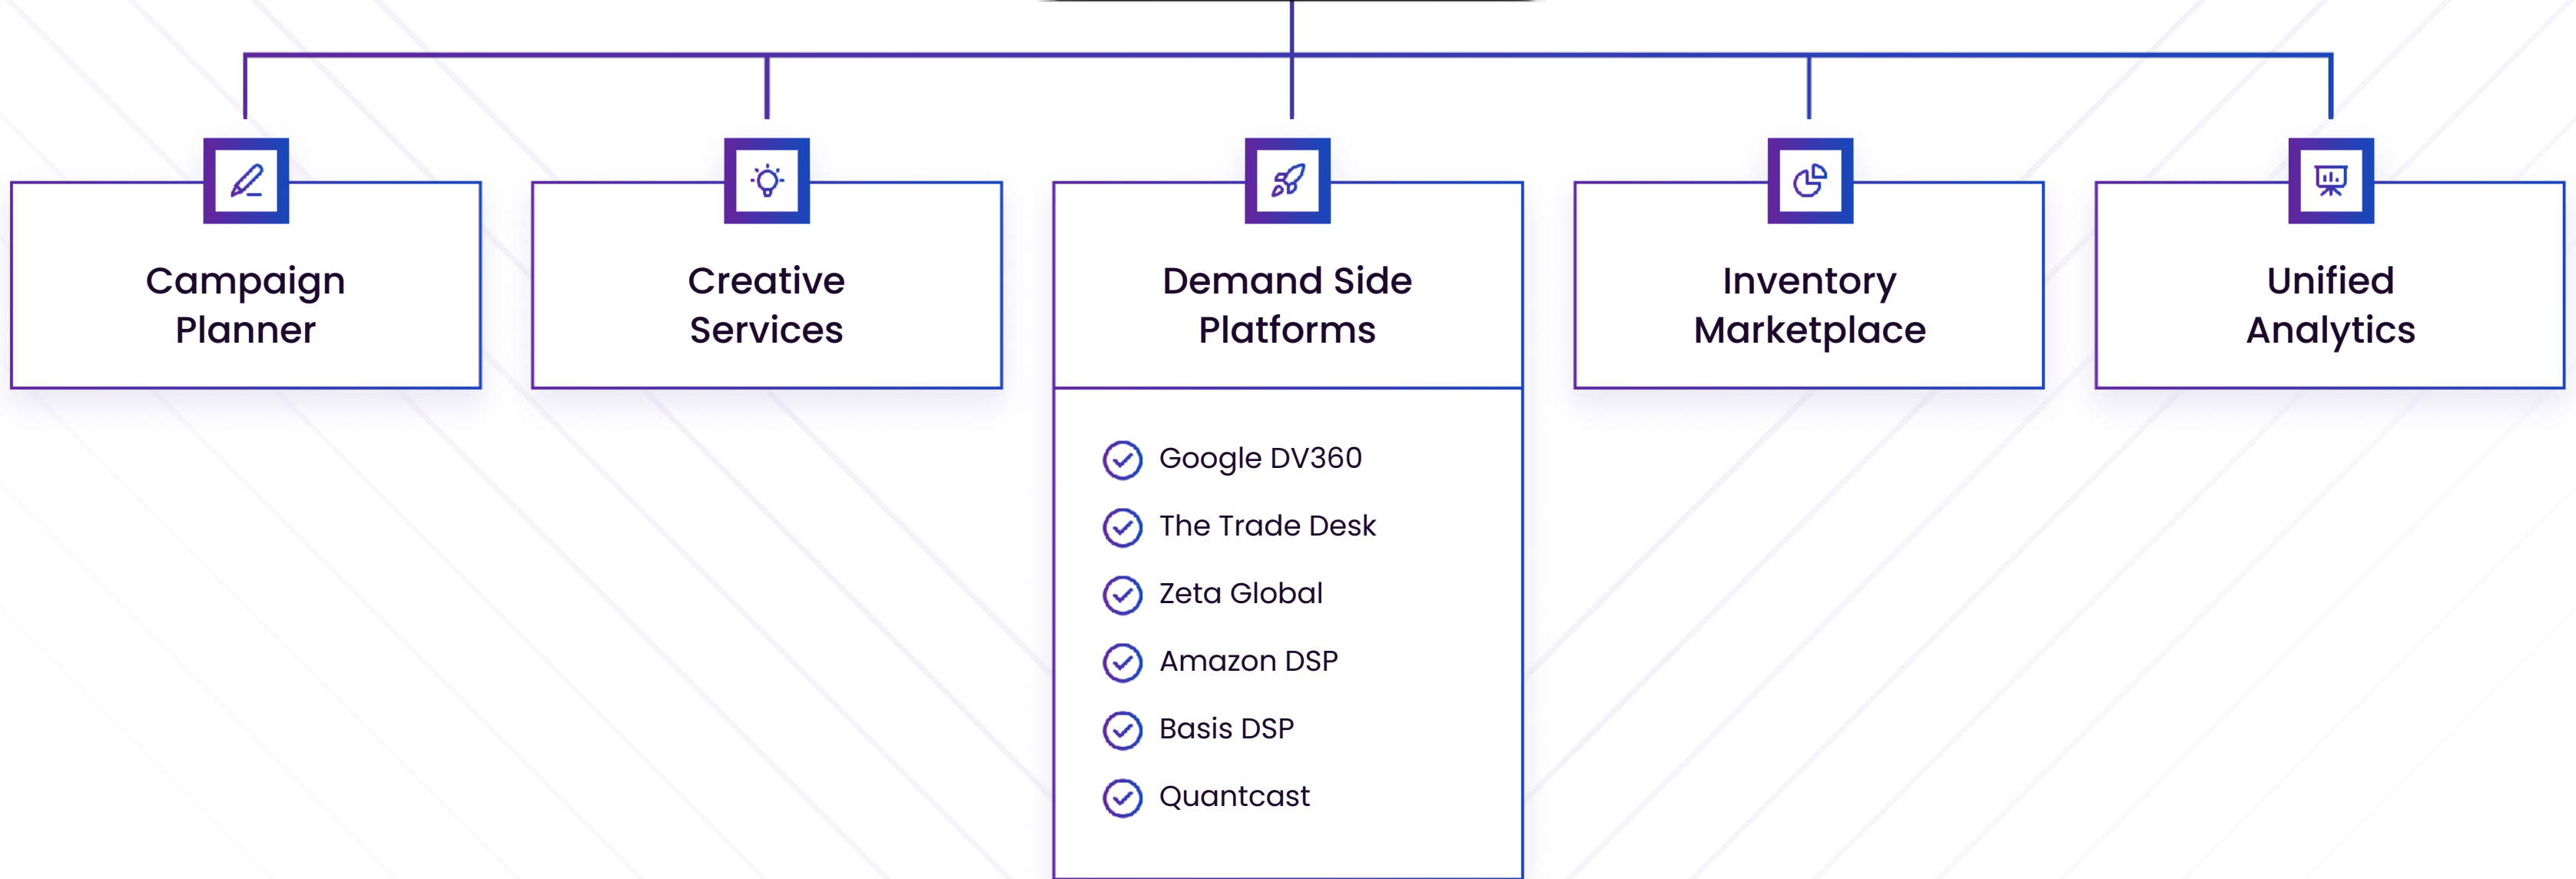 Campaign
Planner
Creative
Services
Demand Side
Platforms
Google DV360
The Trade Desk
Zeta Global
Amazon DSP
Basis DSP
Quantcast
Inventory
Marketplace
Unified
Analytics